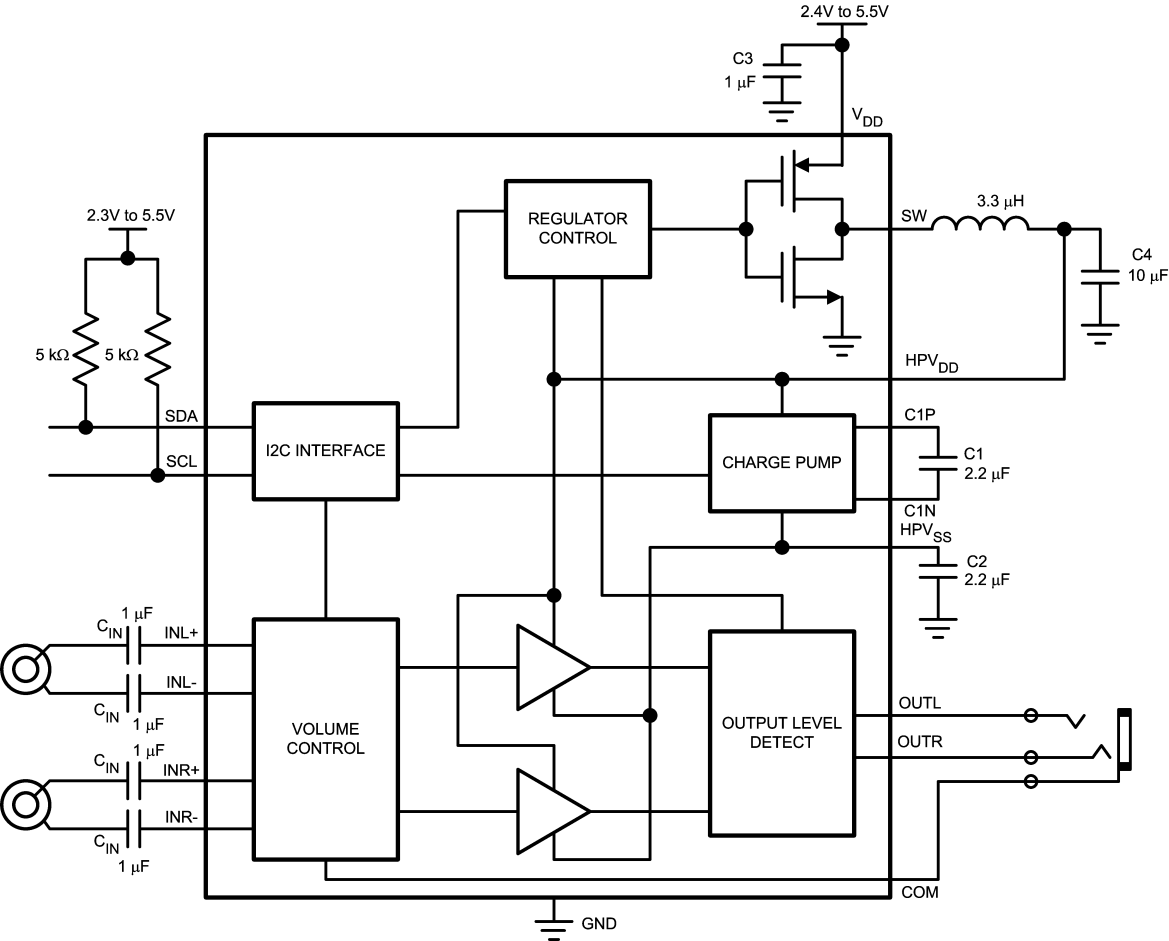 2.4V to 5.5V
C3
1 μF
VDD
REGULATOR
CONTROL
SW
3.3 μH
C4
10 μF
2.3V to 5.5V
5 kΩ
5 kΩ
HPVDD
SDA
SCL
I2C INTERFACE
CHARGE PUMP
C1P
C1
2.2 μF
C1N
HPVSS
C2
2.2 μF
1 μF
CIN
INL+
INL-
CIN
1 μF
VOLUME
CONTROL
OUTPUT LEVEL
DETECT
OUTL
OUTR
1 μF
CIN
INR+
INR-
CIN
1 μF
COM
GND